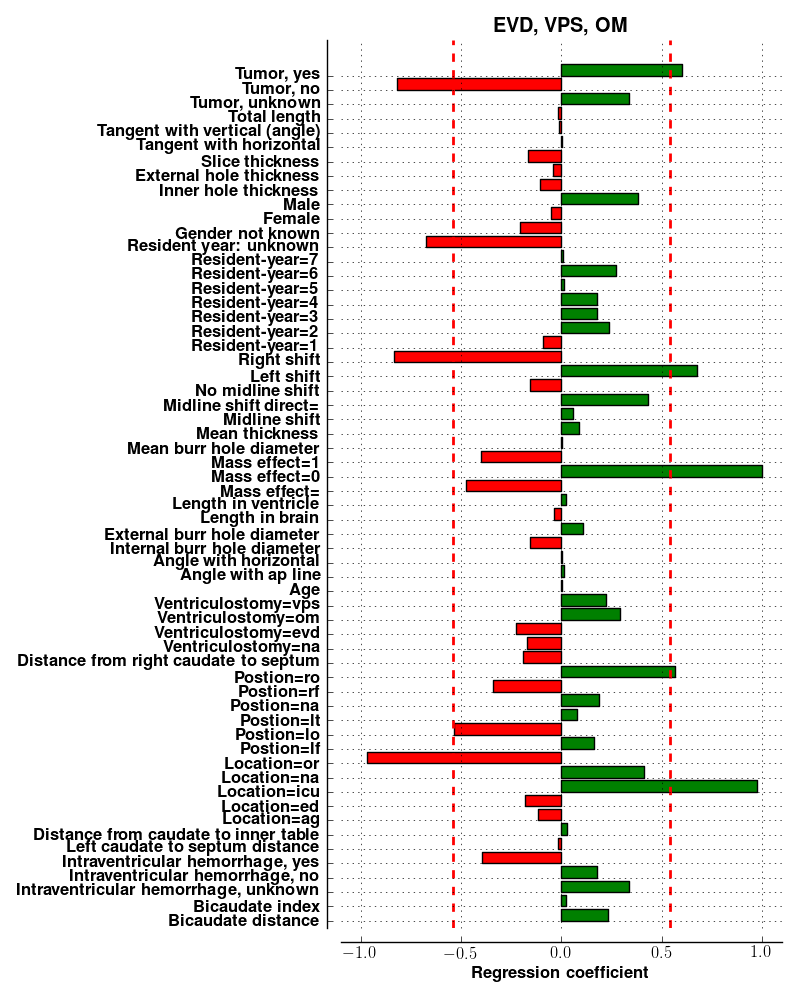 EVD, VPS, OM
Tumor, yes
Tumor, no
Tumor, unknown
Total length
Tangent with vertical (angle)
Tangent with horizontal
Slice thickness
External hole thickness
Inner hole thickness
Male
Female
Gender not known
Resident year: unknown
Resident-year=7
Resident-year=6
Resident-year=5
Resident-year=4
Resident-year=3
Resident-year=2
Resident-year=1
Right shift
Left shift
No midline shift
Midline shift direct=
Midline shift
Mean thickness
Mean burr hole diameter
Mass effect=1
Mass effect=0
Mass effect=
Length in ventricle
Length in brain
External burr hole diameter
Internal burr hole diameter
Angle with horizontal
Angle with ap line
Age
Ventriculostomy=vps
Ventriculostomy=om
Ventriculostomy=evd
Ventriculostomy=na
Distance from right caudate to septum
Postion=ro
Postion=rf
Postion=na
Postion=lt
Postion=lo
Postion=lf
Location=or
Location=na
Location=icu
Location=ed
Location=ag
Distance from caudate to inner table
Left caudate to septum distance
Intraventricular hemorrhage, yes
Intraventricular hemorrhage, no
Intraventricular hemorrhage, unknown
Bicaudate index
Bicaudate distance
−1.0 −0.5 0.0 0.5 1.0
Regression coefficient